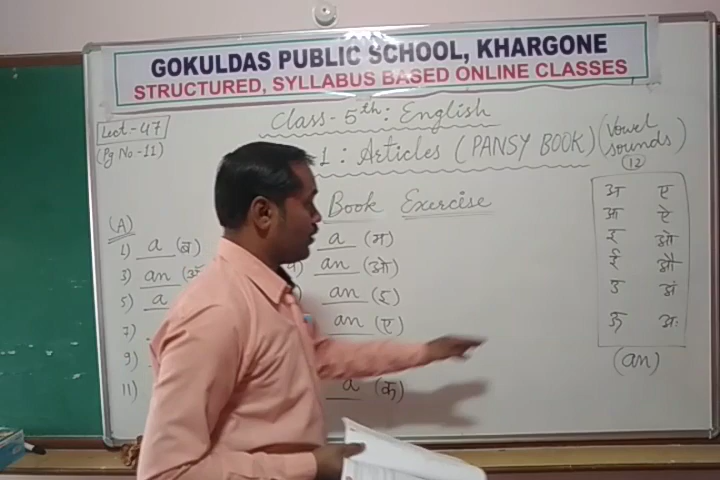 GOKULDAS PUBLIC SCHOOL, KHARGONE
STRUCTURED, SYLLABUS BASED ONLINE CLASSES
Lect-47
(Pg No-11)
Class-5th: English
1: Articles (PANSY BOOK)
(Vowel sounds)
(12)
Book Exercise
(A)
1) a (ब) a (म)
3) an an (ओ)
5) a an (इ)
7) an (ए)
9)
11) a (क)
अ ए
आ ऐ
इ ओ
ई औ
उ अं
ऊ अः
(an)